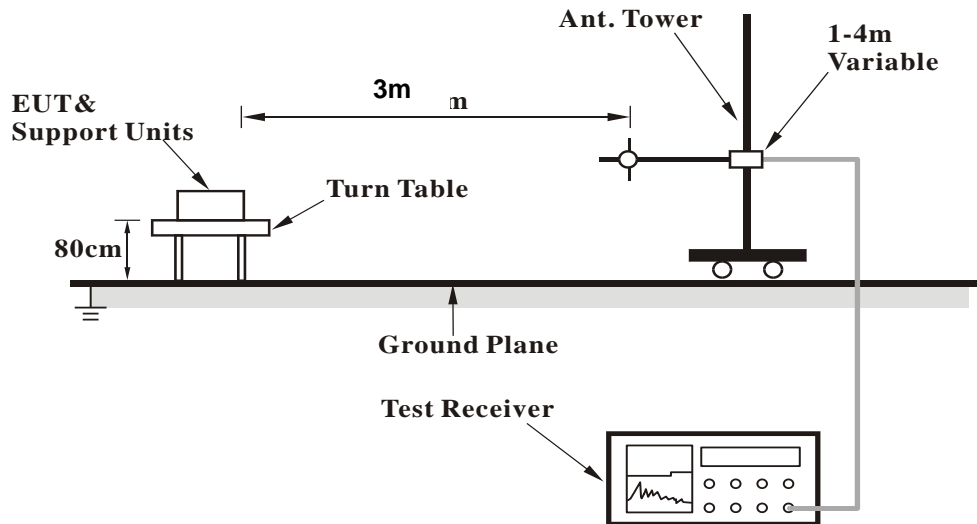 Ant. Tower
1-4m
Variable
3m
m
EUT&
Support Units
Turn Table
80cm
Ground Plane
Test Receiver